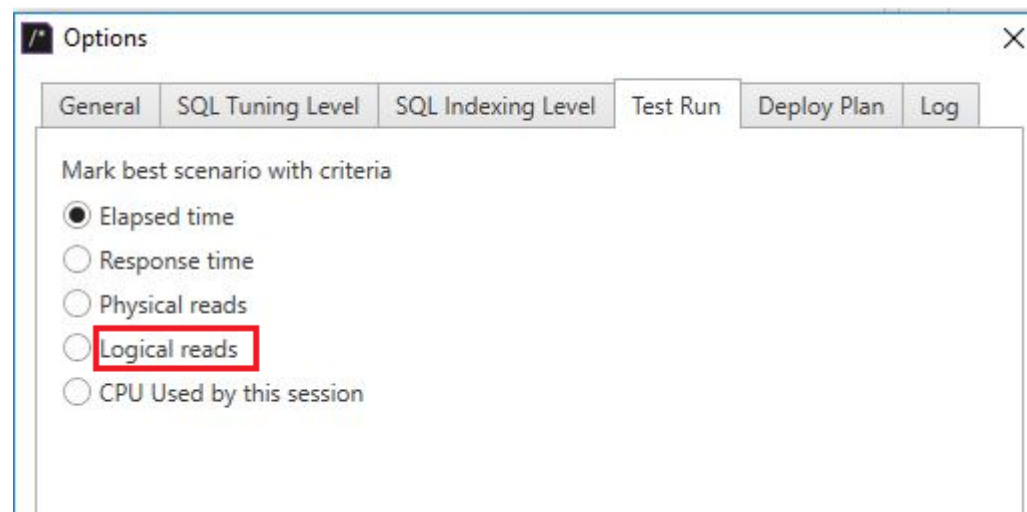 /*
Options
General SQL Tuning Level SQL Indexing Level Test Run Deploy Plan Log
Mark best scenario with criteria
Elapsed time
Response time
Physical reads
Logical reads
CPU Used by this session